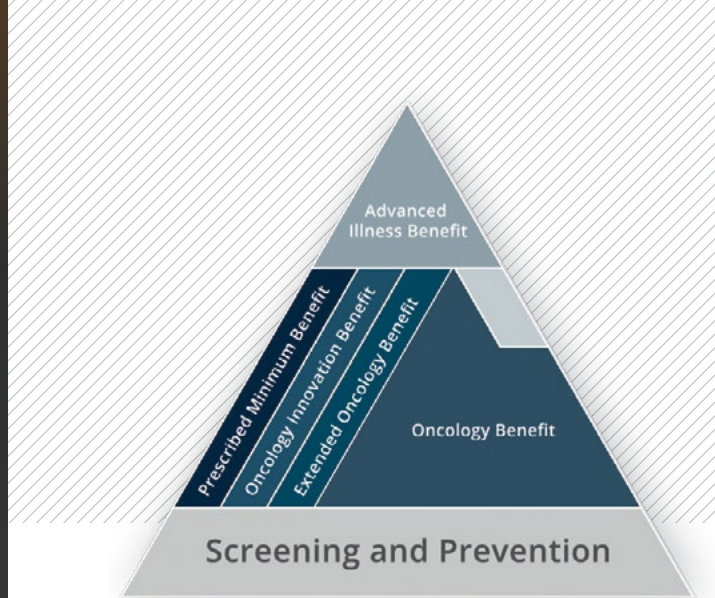 Advanced
Illness Benefit
Prescribed Minimum Benefit
Oncology Innovation Benefit
Extended Oncology Benefit
Oncology Benefit
Screening and Prevention